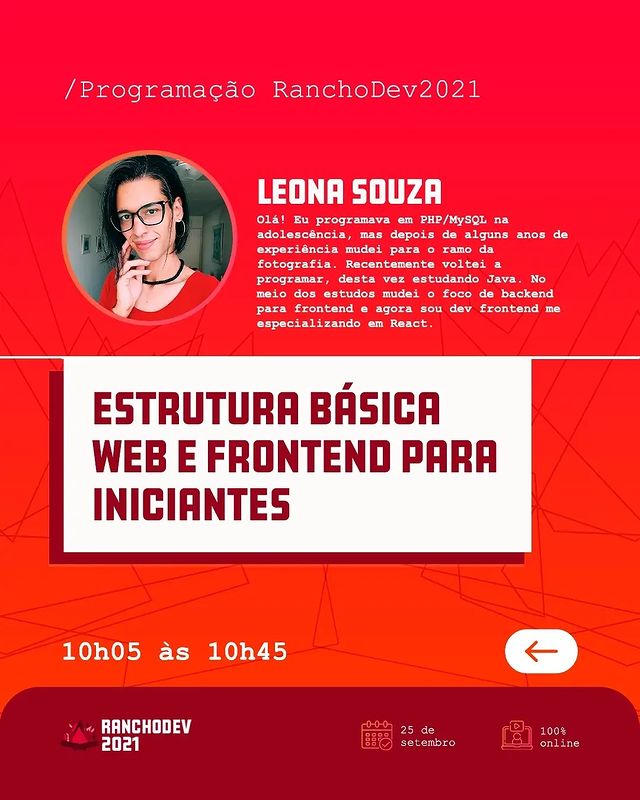 /Programação RanchoDev2021
LEONA SOUZA
Olá! Eu programava em PHP/MySQL na
adolescência, mas depois de alguns anos de
experiência mudei para o ramo da
fotografia. Recentemente voltei a
programar, desta vez estudando Java. No
meio dos estudos mudei o foco de backend
para frontend e agora sou dev frontend me
especializando em React.
ESTRUTURA BÁSICA
WEB E FRONTEND PARA
INICIANTES
10h05 às 10h45
RANCHODEV
2021
25 de
setembro
100%
online